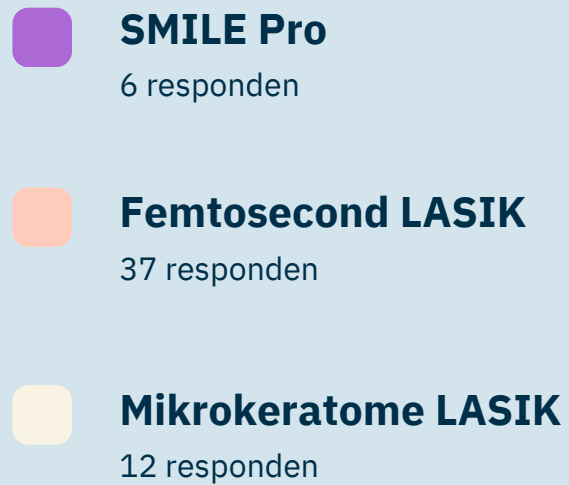 SMILE Pro
6 responden
Femtosecond LASIK
37 responden
Mikrokeratome LASIK
12 responden